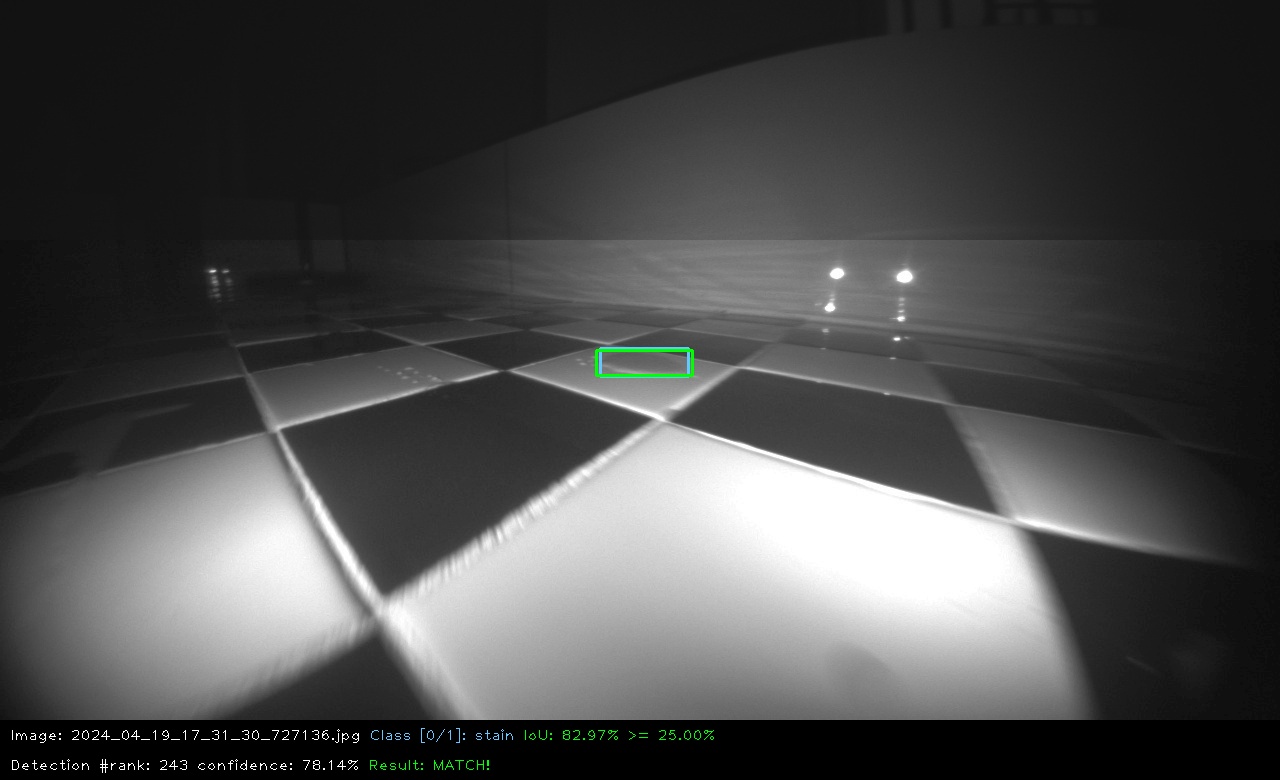 Image: 2024_04_19_17_31_30_727136.jpg Class [0/1]: stain IoU: 82.97% >= 25.00%
Detection #rank: 243 confidence: 78.14% Result: MATCH!